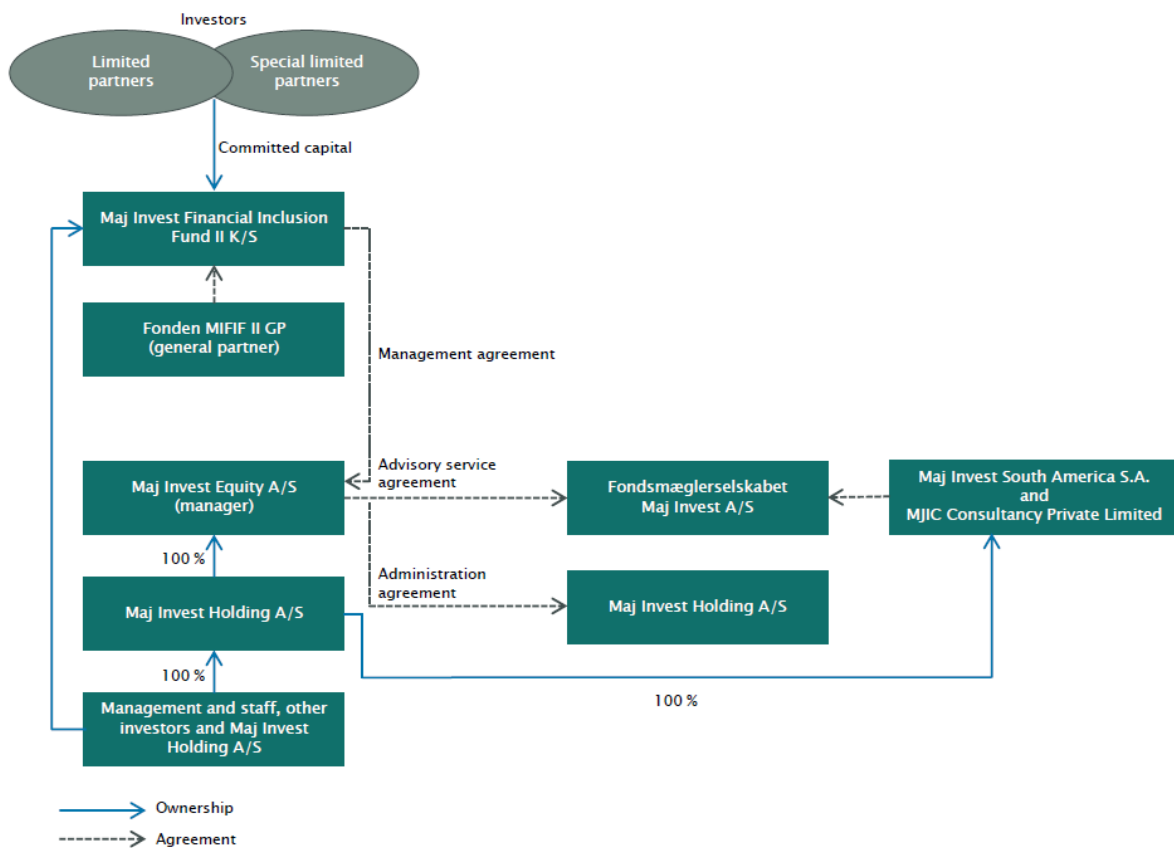 Investors
Limited
partners
Special limited
partners
Committed capital
Maj Invest Financial Inclusion
Fund II K/S
Fonden MIFIF II GP
(general partner)
Management agreement
Maj Invest Equity A/S
(manager)
Advisory service
agreement
Fondsmæglerselskabet
Maj Invest A/S
Maj Invest South America S.A.
and
MJIC Consultancy Private Limited
100 %
Maj Invest Holding A/S
Administration
agreement
Maj Invest Holding A/S
100 %
100 %
Management and staff, other
investors and Maj Invest
Holding A/S
Ownership
Agreement